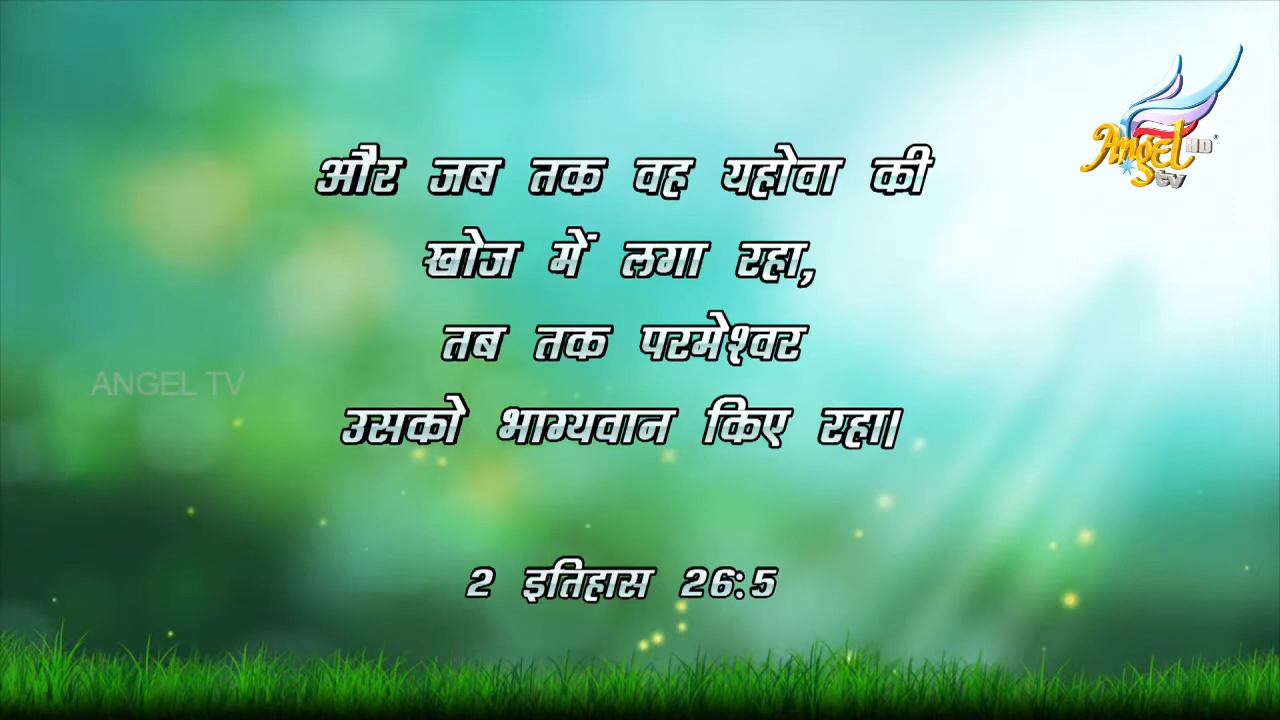 Angel HD
tv
और जब तक वह यहोवा की
खोज में लगा रहा,
तब तक परमेश्वर
ANGEL TV
उसको भाग्यवान किए रहा।
2 इतिहास 26:5